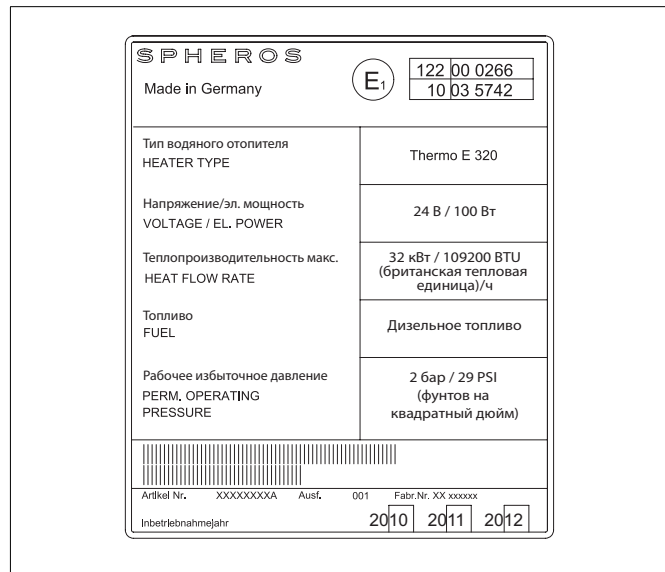 SPHEROS
Made in Germany
E1
122 00 0266
10 03 5742
Тип водяного отопителя
HEATER TYPE
Thermo E 320
Напряжение/эл. мощность
VOLTAGE / EL. POWER
24 В / 100 Вт
Теплопроизводительность макс.
HEAT FLOW RATE
32 кВт / 109200 BTU
(британская тепловая
единица)/ч
Топливо
FUEL
Дизельное топливо
Рабочее избыточное давление
PERM. OPERATING
PRESSURE
2 бар / 29 PSI
(фунтов на
квадратный дюйм)
Artikel Nr. XXXXXXXXA Ausf. 001 Fabr.Nr. XX xxxxxx
Inbetriebnahmejahr 2010 2011 2012